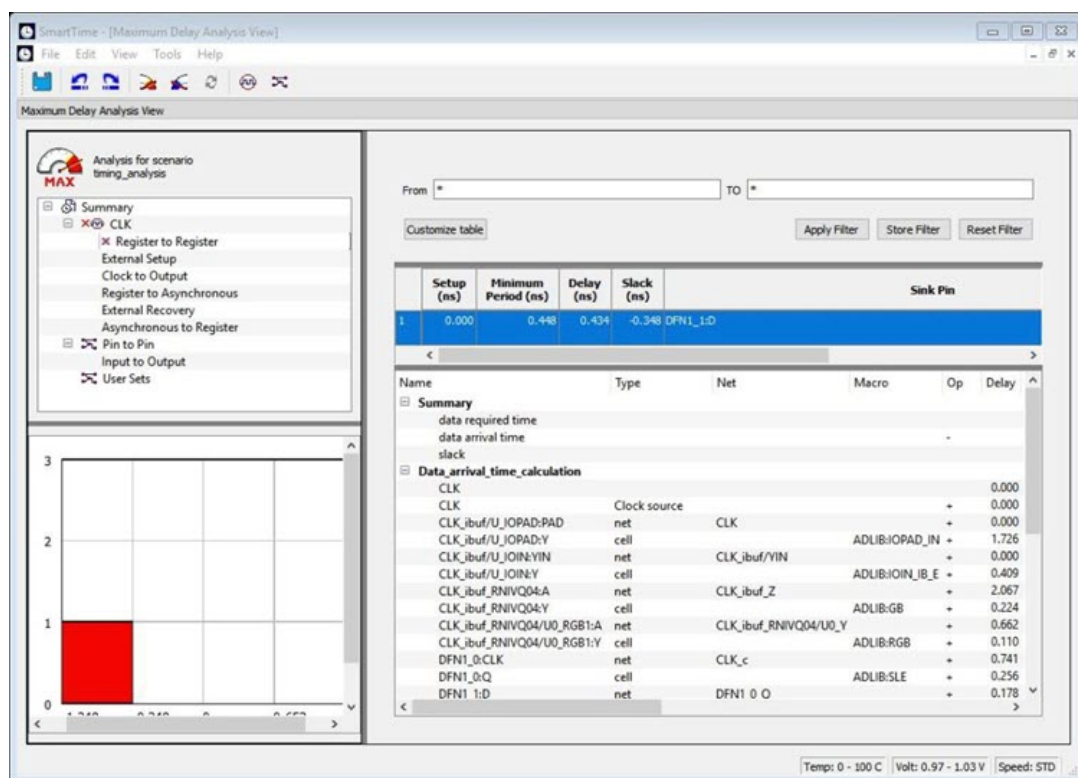 SmartTime - [Maximum Delay Analysis View]
File Edit View Tools Help
Maximum Delay Analysis View
Analysis for scenario
timing_analysis
MAX
Summary
CLK
Register to Register
External Setup
Clock to Output
Register to Asynchronous
External Recovery
Asynchronous to Register
Pin to Pin
Input to Output
User Sets
3
2
1
0
From * TO *
Customize table Apply Filter Store Filter Reset Filter
Setup (ns) Minimum Period (ns) Delay (ns) Slack (ns) Sink Pin
1 0.000 0.448 0.434 -0.348 DFN1_1:D
Name Type Net Macro Op Delay
Summary
data required time
data arrival time -
slack
Data_arrival_time_calculation
CLK 0.000
CLK Clock source + 0.000
CLK_ibuf/U_IOPAD:PAD net CLK + 0.000
CLK_ibuf/U_IOPAD:Y cell ADLIB:IOPAD_IN + 1.726
CLK_ibuf/U_IOIN:YIN net CLK_ibuf/YIN + 0.000
CLK_ibuf/U_IOIN:Y cell ADLIB:IOIN_IB_E + 0.409
CLK_ibuf_RNIVQ04:A net CLK_ibuf_Z + 2.067
CLK_ibuf_RNIVQ04:Y cell ADLIB:GB + 0.224
CLK_ibuf_RNIVQ04/U0_RGB1:A net CLK_ibuf_RNIVQ04/U0_Y + 0.662
CLK_ibuf_RNIVQ04/U0_RGB1:Y cell ADLIB:RGB + 0.110
DFN1_0:CLK net CLK_c + 0.741
DFN1_0:Q cell ADLIB:SLE + 0.256
DFN1_1:D net DFN1_0_Q + 0.178
Temp: 0 - 100 C Volt: 0.97 - 1.03 V Speed: STD